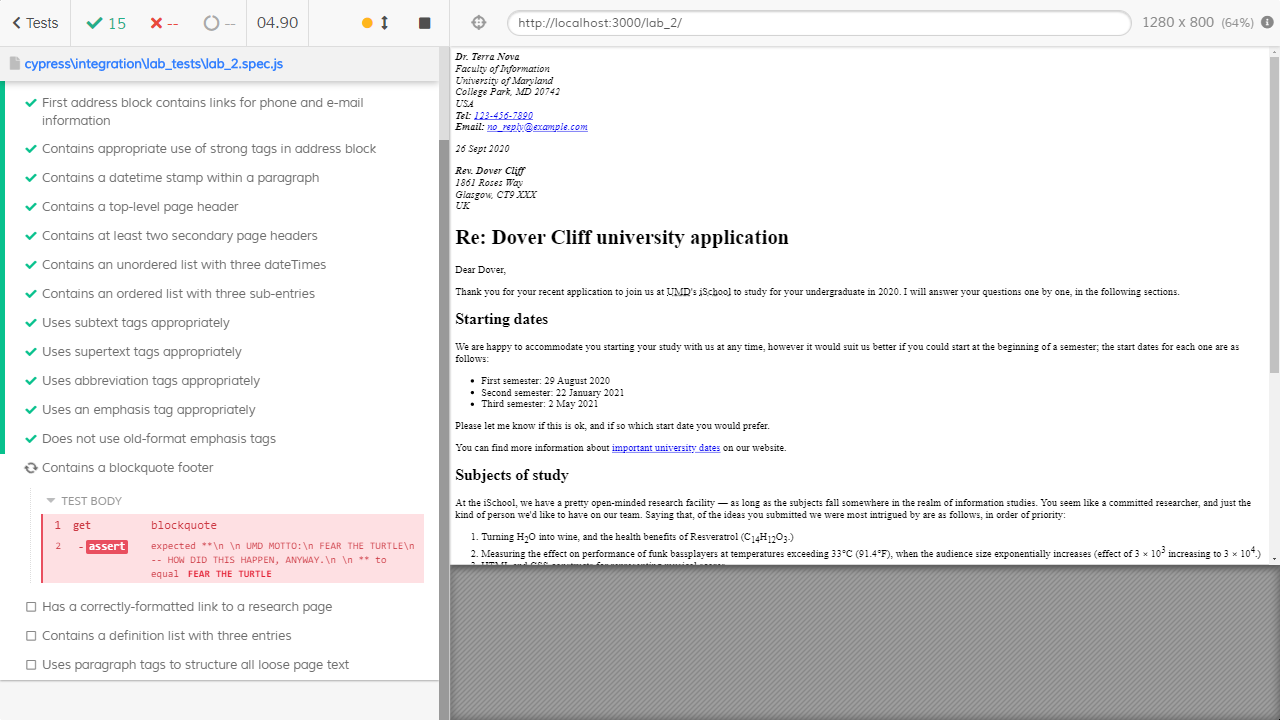 Tests
15
--
--
04.90
http://localhost:3000/lab_2/
1280 x 800 (64%)
cypress\integration\lab_tests\lab_2.spec.js
First address block contains links for phone and e-mail
information
Contains appropriate use of strong tags in address block
Contains a datetime stamp within a paragraph
Contains a top-level page header
Contains at least two secondary page headers
Contains an unordered list with three dateTimes
Contains an ordered list with three sub-entries
Uses subtext tags appropriately
Uses supertext tags appropriately
Uses abbreviation tags appropriately
Uses an emphasis tag appropriately
Does not use old-format emphasis tags
Contains a blockquote footer
TEST BODY
1 get blockquote
2 - assert expected **\n \n UMD MOTTO:\n FEAR THE TURTLE\n
-- HOW DID THIS HAPPEN, ANYWAY.\n \n ** to
equal FEAR THE TURTLE
Has a correctly-formatted link to a research page
Contains a definition list with three entries
Uses paragraph tags to structure all loose page text
Dr. Terra Nova
Faculty of Information
University of Maryland
College Park, MD 20742
USA
Tel: 123-456-7890
Email: no_reply@example.com
26 Sept 2020
Rev. Dover Cliff
1861 Roses Way
Glasgow, CT9 XXX
UK
Re: Dover Cliff university application
Dear Dover,
Thank you for your recent application to join us at UMD's iSchool to study for your undergraduate in 2020. I will answer your questions one by one, in the following sections.
Starting dates
We are happy to accommodate you starting your study with us at any time, however it would suit us better if you could start at the beginning of a semester; the start dates for each one are as
follows:
• First semester: 29 August 2020
• Second semester: 22 January 2021
• Third semester: 2 May 2021
Please let me know if this is ok, and if so which start date you would prefer.
You can find more information about important university dates on our website.
Subjects of study
At the iSchool, we have a pretty open-minded research facility — as long as the subjects fall somewhere in the realm of information studies. You seem like a committed researcher, and just the
kind of person we'd like to have on our team. Saying that, of the ideas you submitted we were most intrigued by are as follows, in order of priority:
1. Turning H₂O into wine, and the health benefits of Resveratrol (C₁₄H₁₂O₃.)
2. Measuring the effect on performance of funk bassplayers at temperatures exceeding 33°C (91.4°F), when the audience size exponentially increases (effect of 3 × 10³ increasing to 3 × 10⁴.)